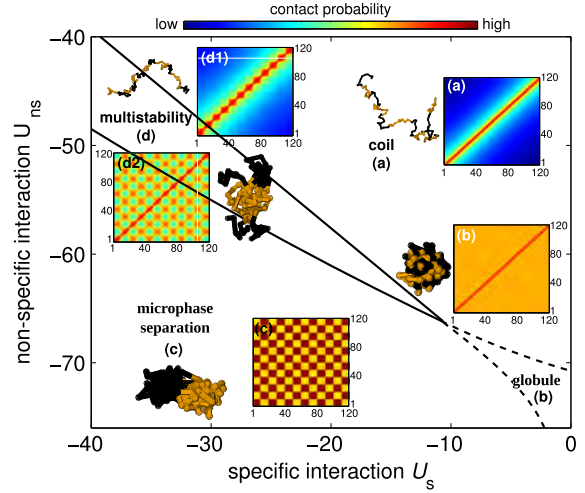 contact probability
low
high
−40
−50
−60
−70
non-specific interaction U_ns
(d1)
120
80
40
1
1 40 80 120
multistability
(d)
(d2)
120
80
40
1
1 40 80 120
(a)
120
80
40
1
1 40 80 120
coil
(a)
(b)
120
80
40
1
1 40 80 120
microphase
separation
(c)
(c)
120
80
40
1
1 40 80 120
globule
(b)
−40 −30 −20 −10 0
specific interaction U_s